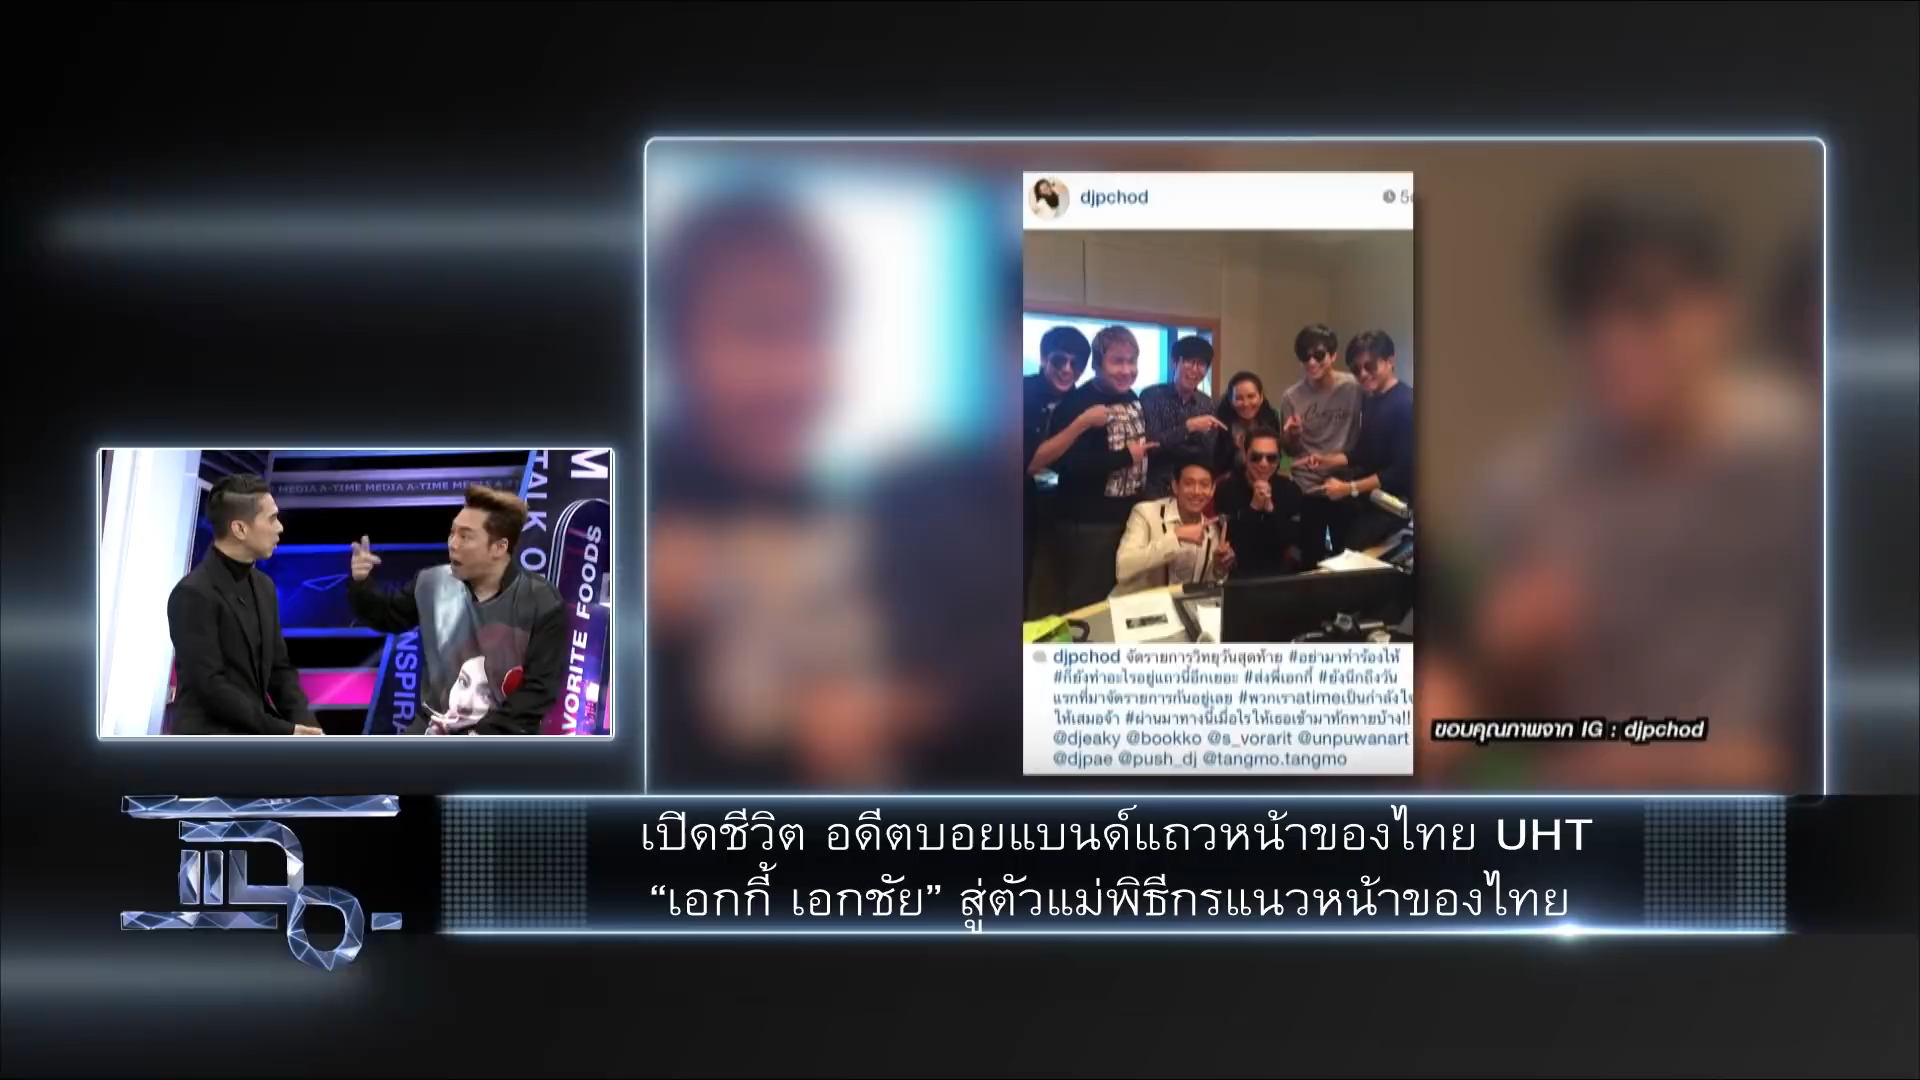 djpchod
MEDIA A-TIME MEDIA A-TIME MEDIA A-T
TALK O
M
FAVORITE FOODS
INSPIRA
djpchod จัดรายการวิทยุวันสุดท้าย #อย่ามาทำร้องไห้
#ก็ยังทำอะไรอยู่แถวนี้อีกเยอะ #ส่งพี่เอกกี้ #ยังนึกถึงวัน
แรกที่มาจัดรายการกันอยู่เลย #พวกเราatimeเป็นกำลังใจ
ให้เสมอจ้า #ผ่านมาทางนี้เมื่อไรให้เธอเข้ามาทักทายบ้าง!!
@djeaky @bookko @s_vorarit @unpuwanart
@djpae @push_dj @tangmo.tangmo
ขอบคุณภาพจาก IG : djpchod
เปิดชีวิต อดีตบอยแบนด์แถวหน้าของไทย UHT
“เอกกี้ เอกชัย” สู่ตัวแม่พิธีกรแนวหน้าของไทย